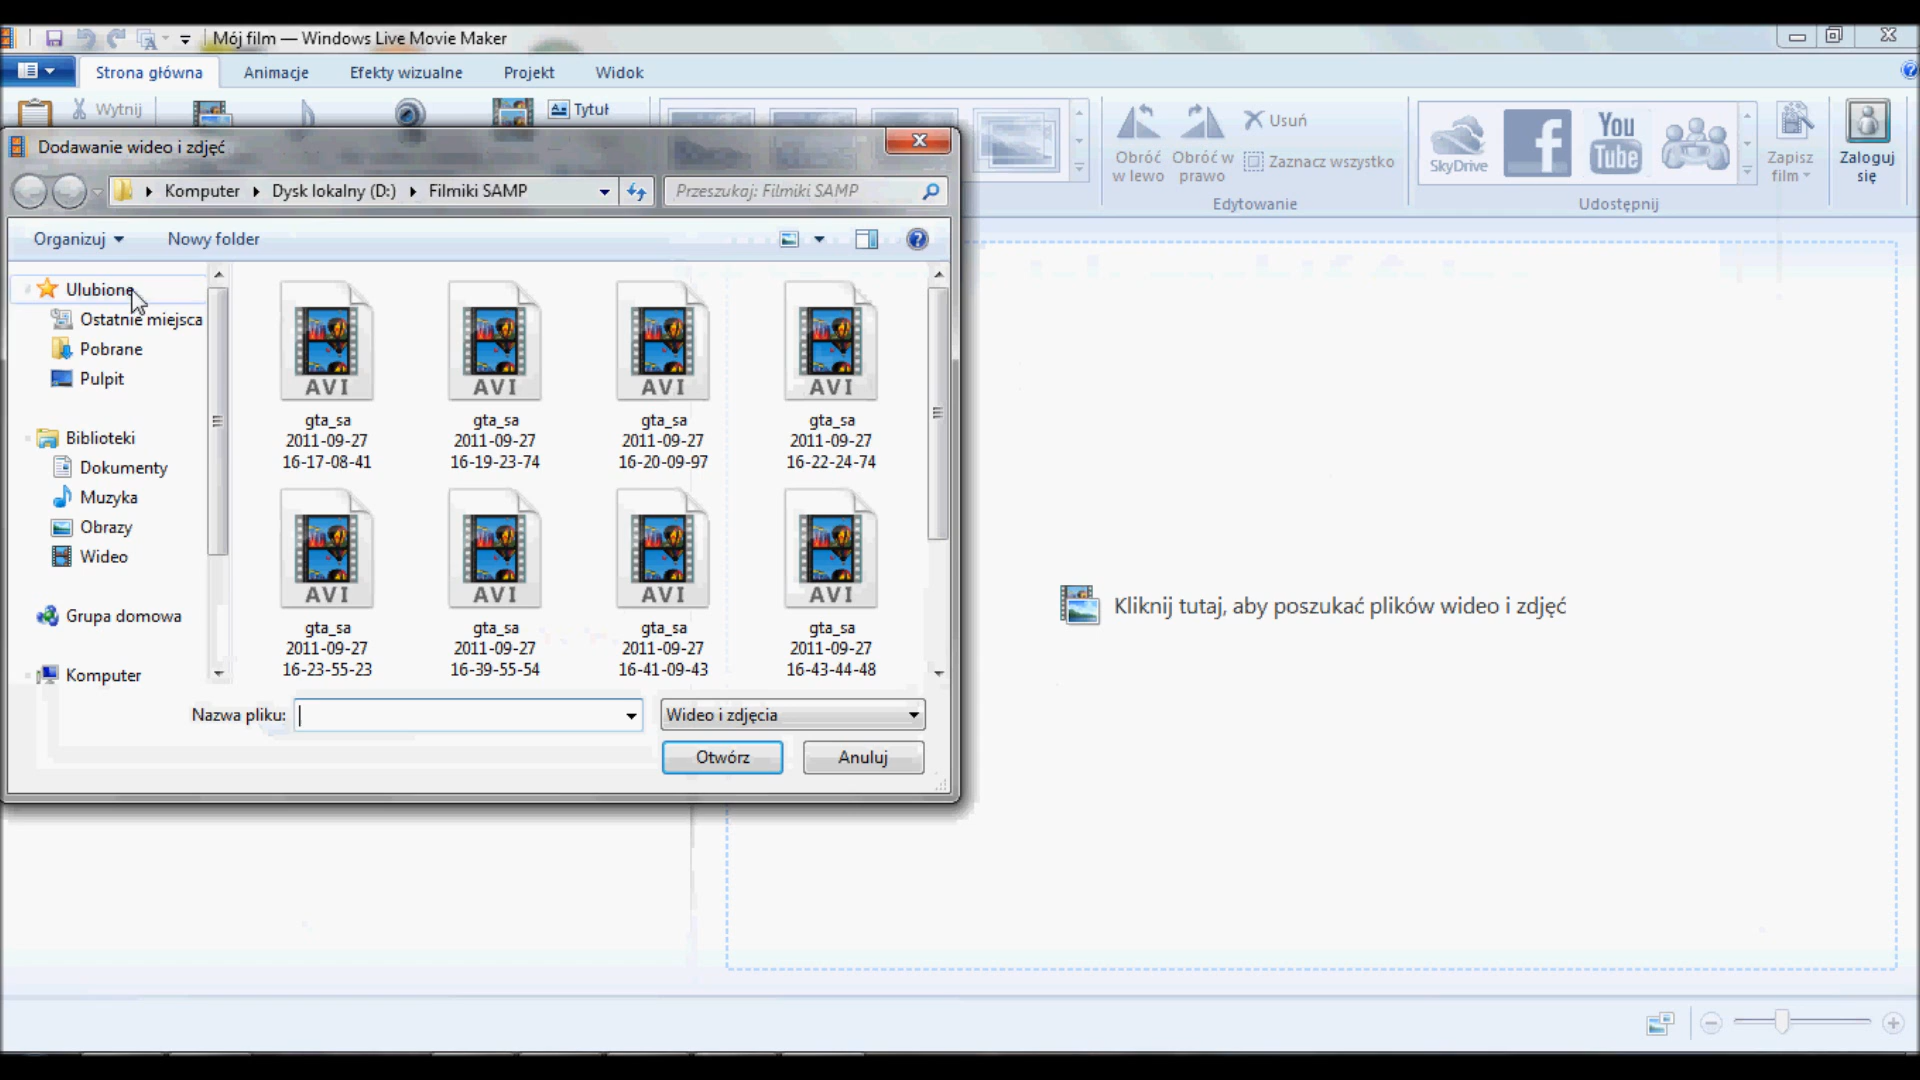 Mój film — Windows Live Movie Maker
Strona główna
Animacje
Efekty wizualne
Projekt
Widok
Wytnij
Tytuł
Obróć
w lewo
Obróć w
prawo
Usuń
Zaznacz wszystko
Edytowanie
SkyDrive
f
You
Tube
Udostępnij
Zapisz
film
Zaloguj
się
Dodawanie wideo i zdjęć
Komputer
Dysk lokalny (D:)
Filmiki SAMP
Przeszukaj: Filmiki SAMP
Organizuj
Nowy folder
Ulubione
Ostatnie miejsca
Pobrane
Pulpit
Biblioteki
Dokumenty
Muzyka
Obrazy
Wideo
Grupa domowa
Komputer
AVI
gta_sa
2011-09-27
16-17-08-41
AVI
gta_sa
2011-09-27
16-19-23-74
AVI
gta_sa
2011-09-27
16-20-09-97
AVI
gta_sa
2011-09-27
16-22-24-74
AVI
gta_sa
2011-09-27
16-23-55-23
AVI
gta_sa
2011-09-27
16-39-55-54
AVI
gta_sa
2011-09-27
16-41-09-43
AVI
gta_sa
2011-09-27
16-43-44-48
Nazwa pliku:
Wideo i zdjęcia
Otwórz
Anuluj
Kliknij tutaj, aby poszukać plików wideo i zdjęć